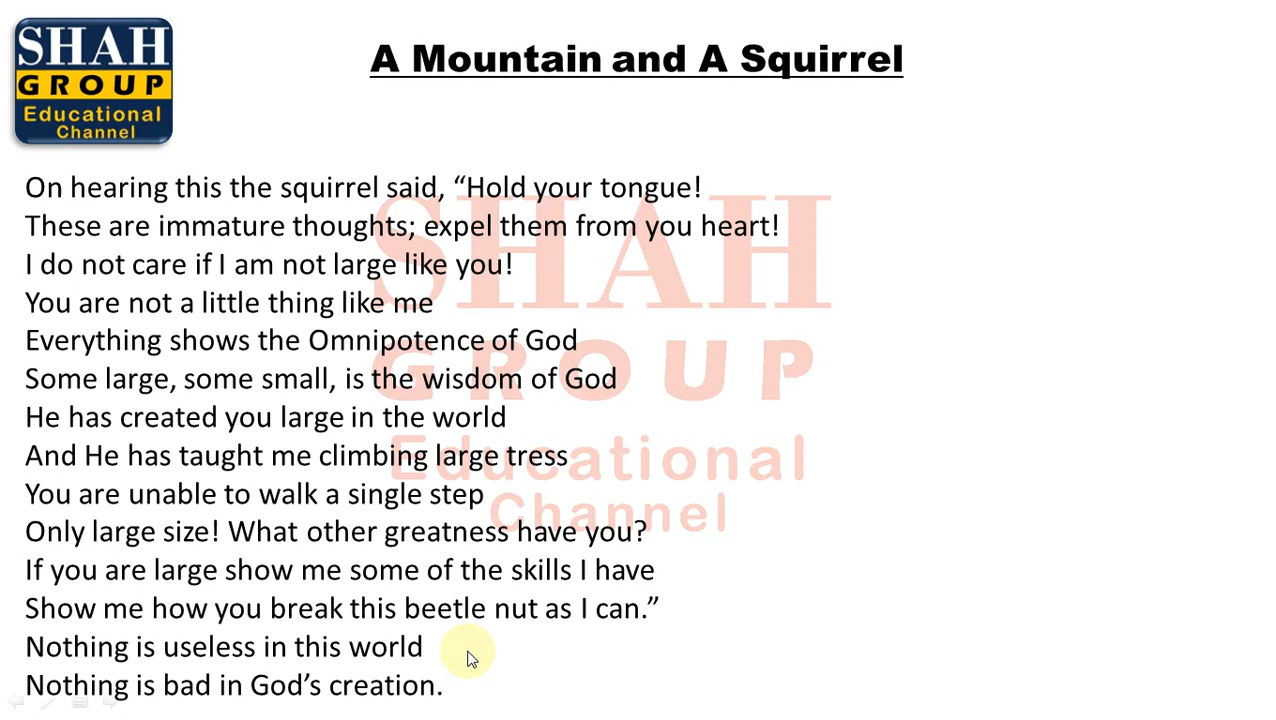 SHAH
GROUP
Educational
Channel
A Mountain and A Squirrel
On hearing this the squirrel said, “Hold your tongue!
These are immature thoughts; expel them from you heart!
I do not care if I am not large like you!
You are not a little thing like me
Everything shows the Omnipotence of God
Some large, some small, is the wisdom of God
He has created you large in the world
And He has taught me climbing large tress
You are unable to walk a single step
Only large size! What other greatness have you?
If you are large show me some of the skills I have
Show me how you break this beetle nut as I can.”
Nothing is useless in this world
Nothing is bad in God’s creation.
SHAH
GROUP
Educational
Channel